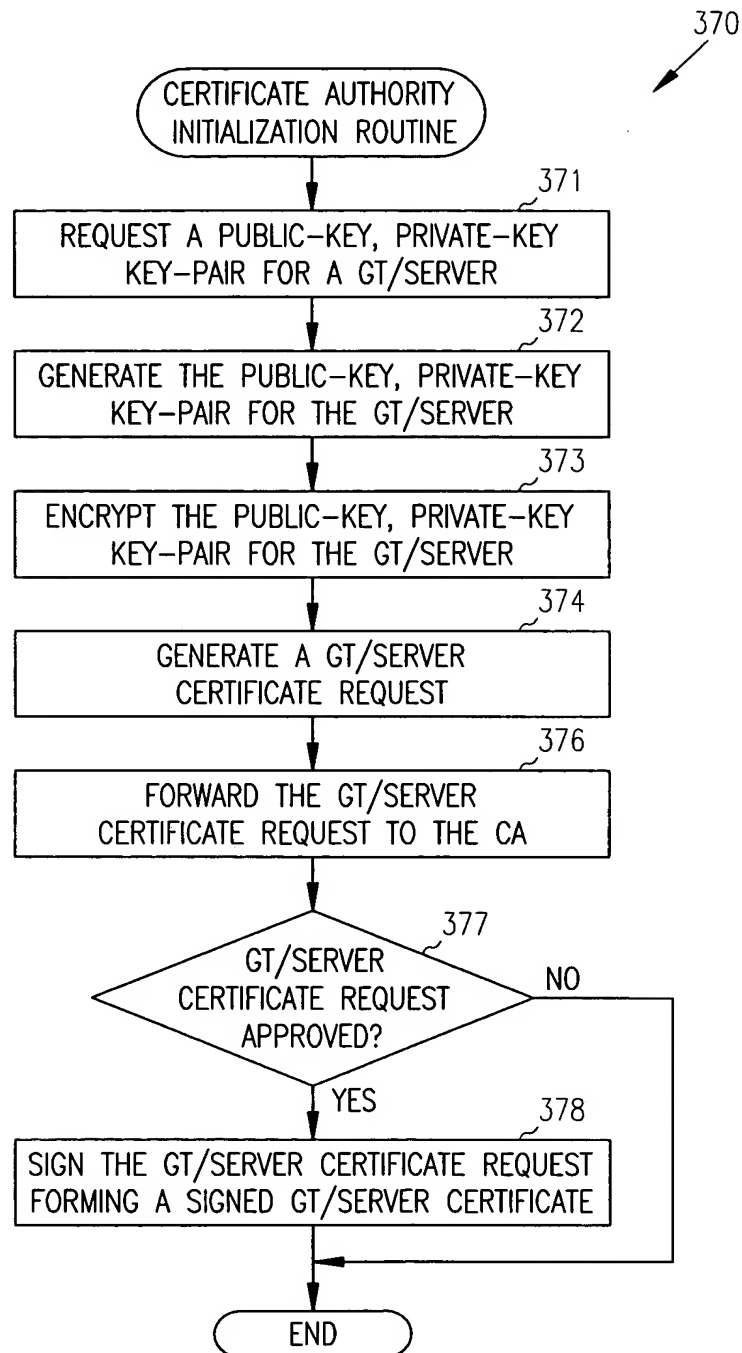 370
CERTIFICATE AUTHORITY
INITIALIZATION ROUTINE
371
REQUEST A PUBLIC-KEY, PRIVATE-KEY
KEY-PAIR FOR A GT/SERVER
372
GENERATE THE PUBLIC-KEY, PRIVATE-KEY
KEY-PAIR FOR THE GT/SERVER
373
ENCRYPT THE PUBLIC-KEY, PRIVATE-KEY
KEY-PAIR FOR THE GT/SERVER
374
GENERATE A GT/SERVER
CERTIFICATE REQUEST
376
FORWARD THE GT/SERVER
CERTIFICATE REQUEST TO THE CA
377
GT/SERVER
CERTIFICATE REQUEST
APPROVED?
NO
YES
378
SIGN THE GT/SERVER CERTIFICATE REQUEST
FORMING A SIGNED GT/SERVER CERTIFICATE
END